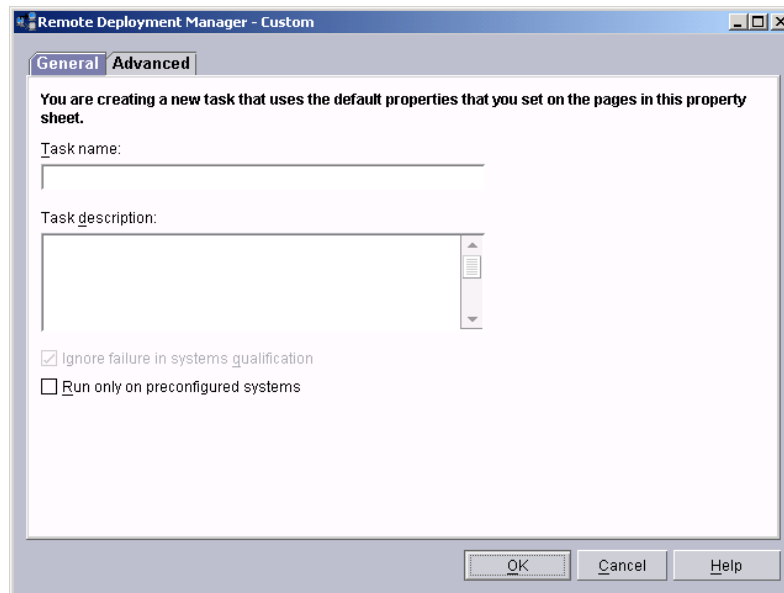 Remote Deployment Manager - Custom
General Advanced
You are creating a new task that uses the default properties that you set on the pages in this property
sheet.
Task name:
Task description:
Ignore failure in systems qualification
Run only on preconfigured systems
OK Cancel Help